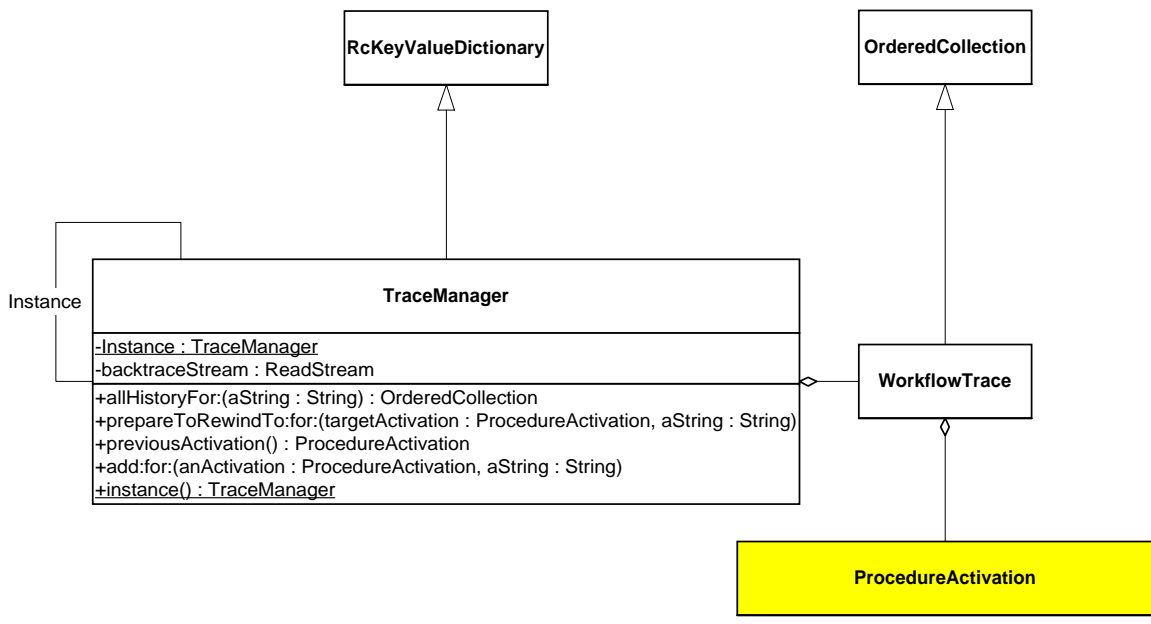 RcKeyValueDictionary
OrderedCollection
Instance
TraceManager
-Instance : TraceManager
-backtraceStream : ReadStream
+allHistoryFor:(aString : String) : OrderedCollection
+prepareToRewindTo:for:(targetActivation : ProcedureActivation, aString : String)
+previousActivation() : ProcedureActivation
+add:for:(anActivation : ProcedureActivation, aString : String)
+instance() : TraceManager
WorkflowTrace
ProcedureActivation